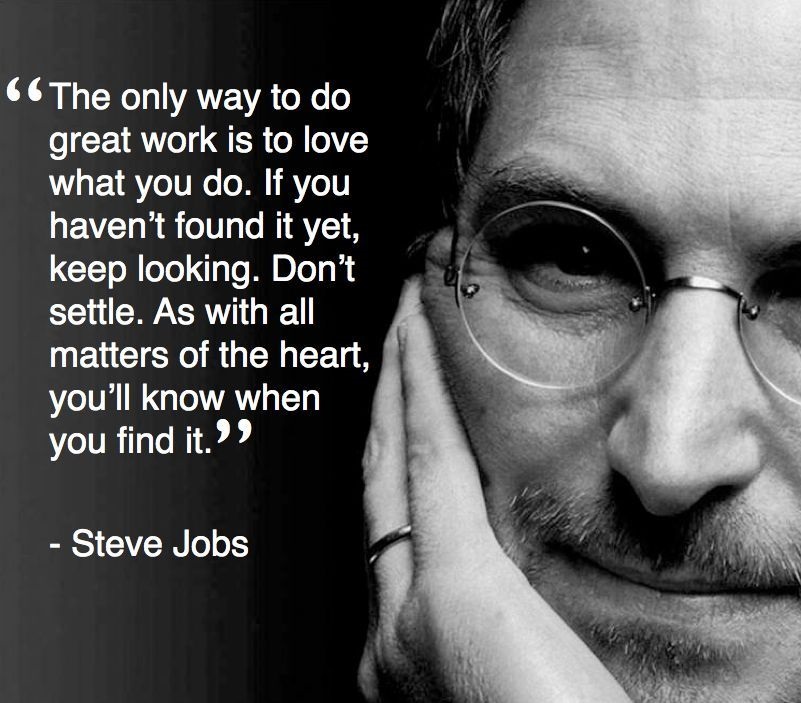 “The only way to do
great work is to love
what you do. If you
haven’t found it yet,
keep looking. Don’t
settle. As with all
matters of the heart,
you’ll know when
you find it.”
- Steve Jobs